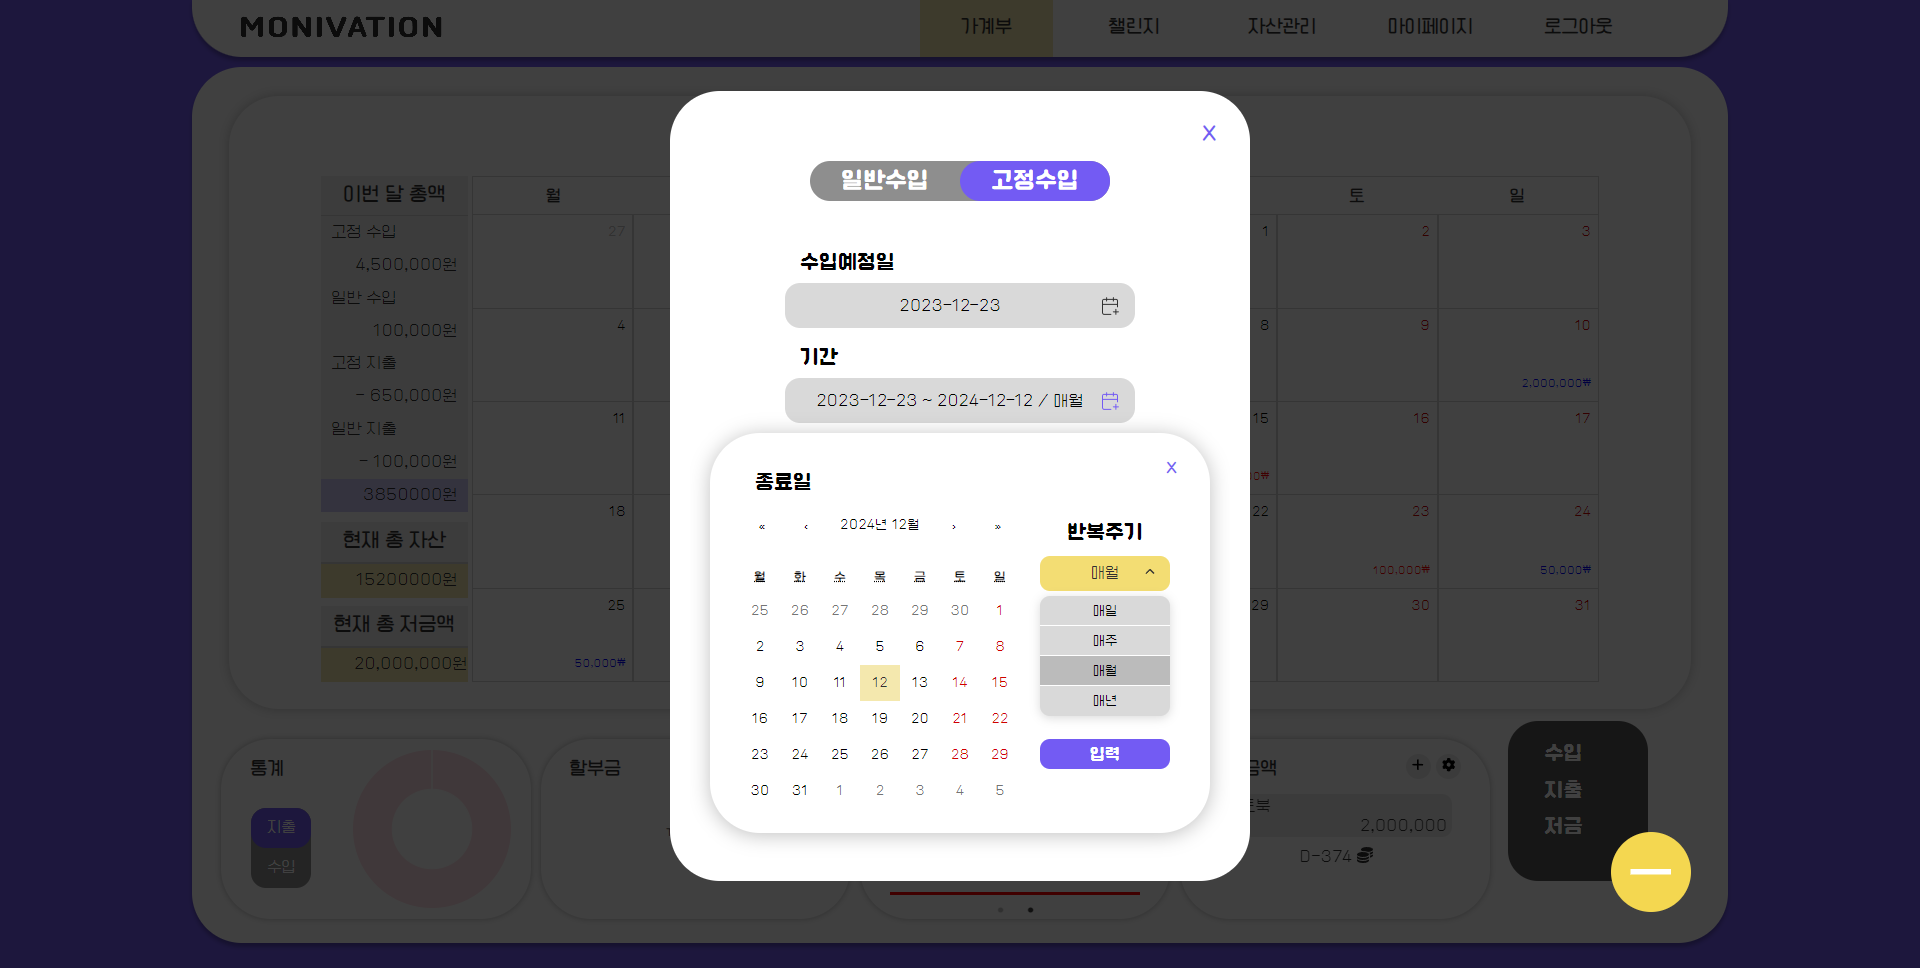 MONIVATION
가계부
챌린지
자산관리
마이페이지
로그아웃
X
일반수입
고정수입
수입예정일
2023-12-23
기간
2023-12-23 ~ 2024-12-12 / 매월
종료일
X
« ‹ 2024년 12월 › »
월 화 수 목 금 토 일
25 26 27 28 29 30 1
2 3 4 5 6 7 8
9 10 11 12 13 14 15
16 17 18 19 20 21 22
23 24 25 26 27 28 29
30 31 1 2 3 4 5
반복주기
매월
매일
매주
매월
매년
입력
이번 달 총액
고정 수입
4,500,000원
일반 수입
100,000원
고정 지출
- 650,000원
일반 지출
- 100,000원
3850000원
현재 총 자산
15200000원
현재 총 저금액
20,000,000원
월 토 일
27 1 2 3
4 8 9 10
2,000,000₩
11 15 16 17
0₩
18 22 23 24
100,000₩ 50,000₩
25 29 30 31
50,000₩
통계
지출
수입
할부금
금액
북
2,000,000
D-374
수입
지출
저금